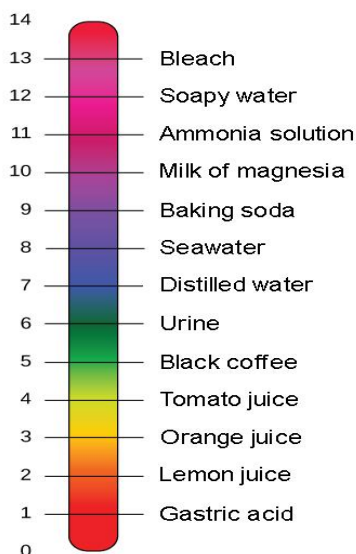 14
13 Bleach
12 Soapy water
11 Ammonia solution
10 Milk of magnesia
9 Baking soda
8 Seawater
7 Distilled water
6 Urine
5 Black coffee
4 Tomato juice
3 Orange juice
2 Lemon juice
1 Gastric acid
0